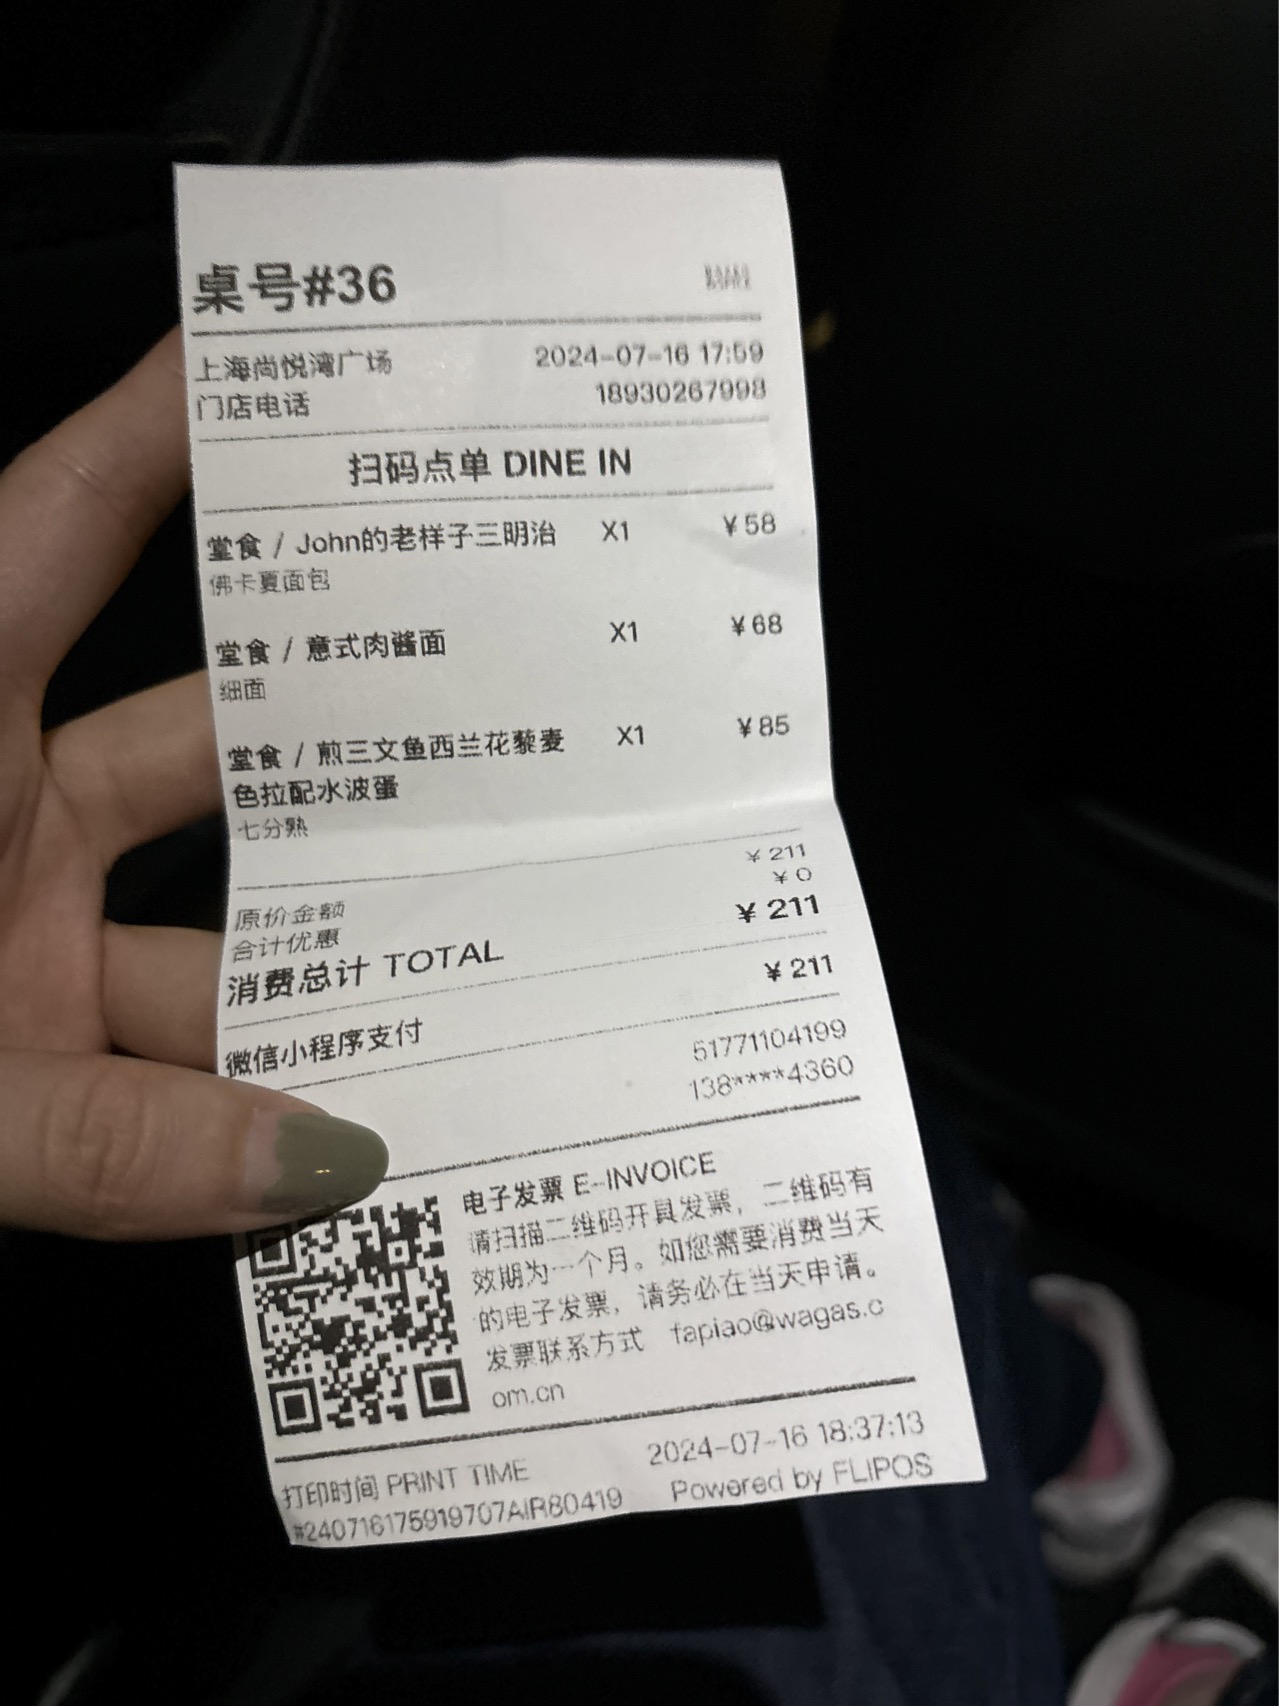 桌号#36
上海尚悦湾广场 2024-07-16 17:59
门店电话 18930267998
扫码点单 DINE IN
堂食 / John的老样子三明治 X1 ¥58
佛卡夏面包
堂食 / 意式肉酱面 X1 ¥68
细面
堂食 / 煎三文鱼西兰花藜麦 X1 ¥85
色拉配水波蛋
七分熟
原价金额 ¥211
合计优惠 ¥0
消费总计 TOTAL ¥211
微信小程序支付 ¥211
51771104199
138****4360
电子发票 E-INVOICE
请扫描二维码开具发票，二维码有
效期为一个月。如您需要消费当天
的电子发票，请务必在当天申请。
发票联系方式 fapiao@wagas.c
om.cn
打印时间 PRINT TIME 2024-07-16 18:37:13
#240716175919707AIR80419 Powered by FLIPOS